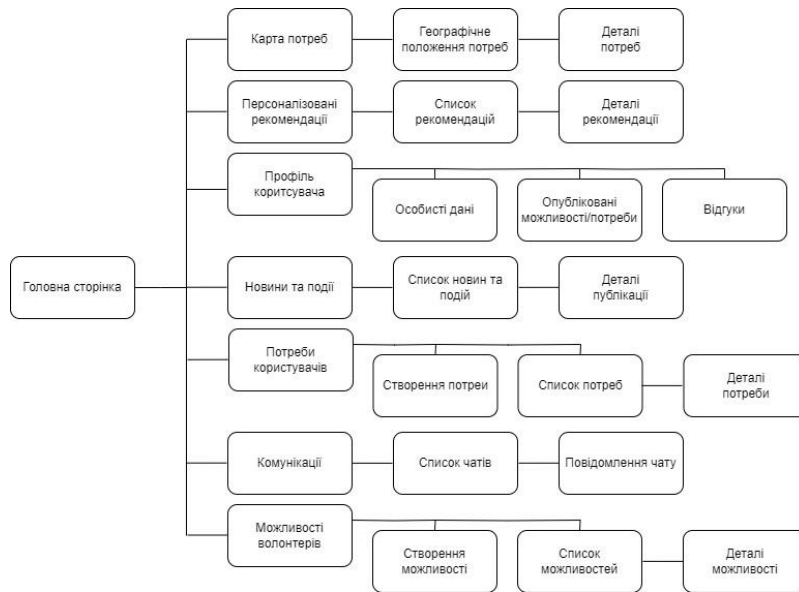 Карта потреб
Географічне
положення потреб
Деталі
потреб
Персоналізовані
рекомендації
Список
рекомендацій
Деталі
рекомендації
Профіль
коритсувача
Особисті дані
Опубліковані
можливості/потреби
Відгуки
Головна сторінка
Новини та події
Список новин та
подій
Деталі
публікації
Потреби
користувачів
Створення потреи
Список потреб
Деталі
потреби
Комунікації
Список чатів
Повідомлення чату
Можливості
волонтерів
Створення
можливості
Список
можливостей
Деталі
можливості